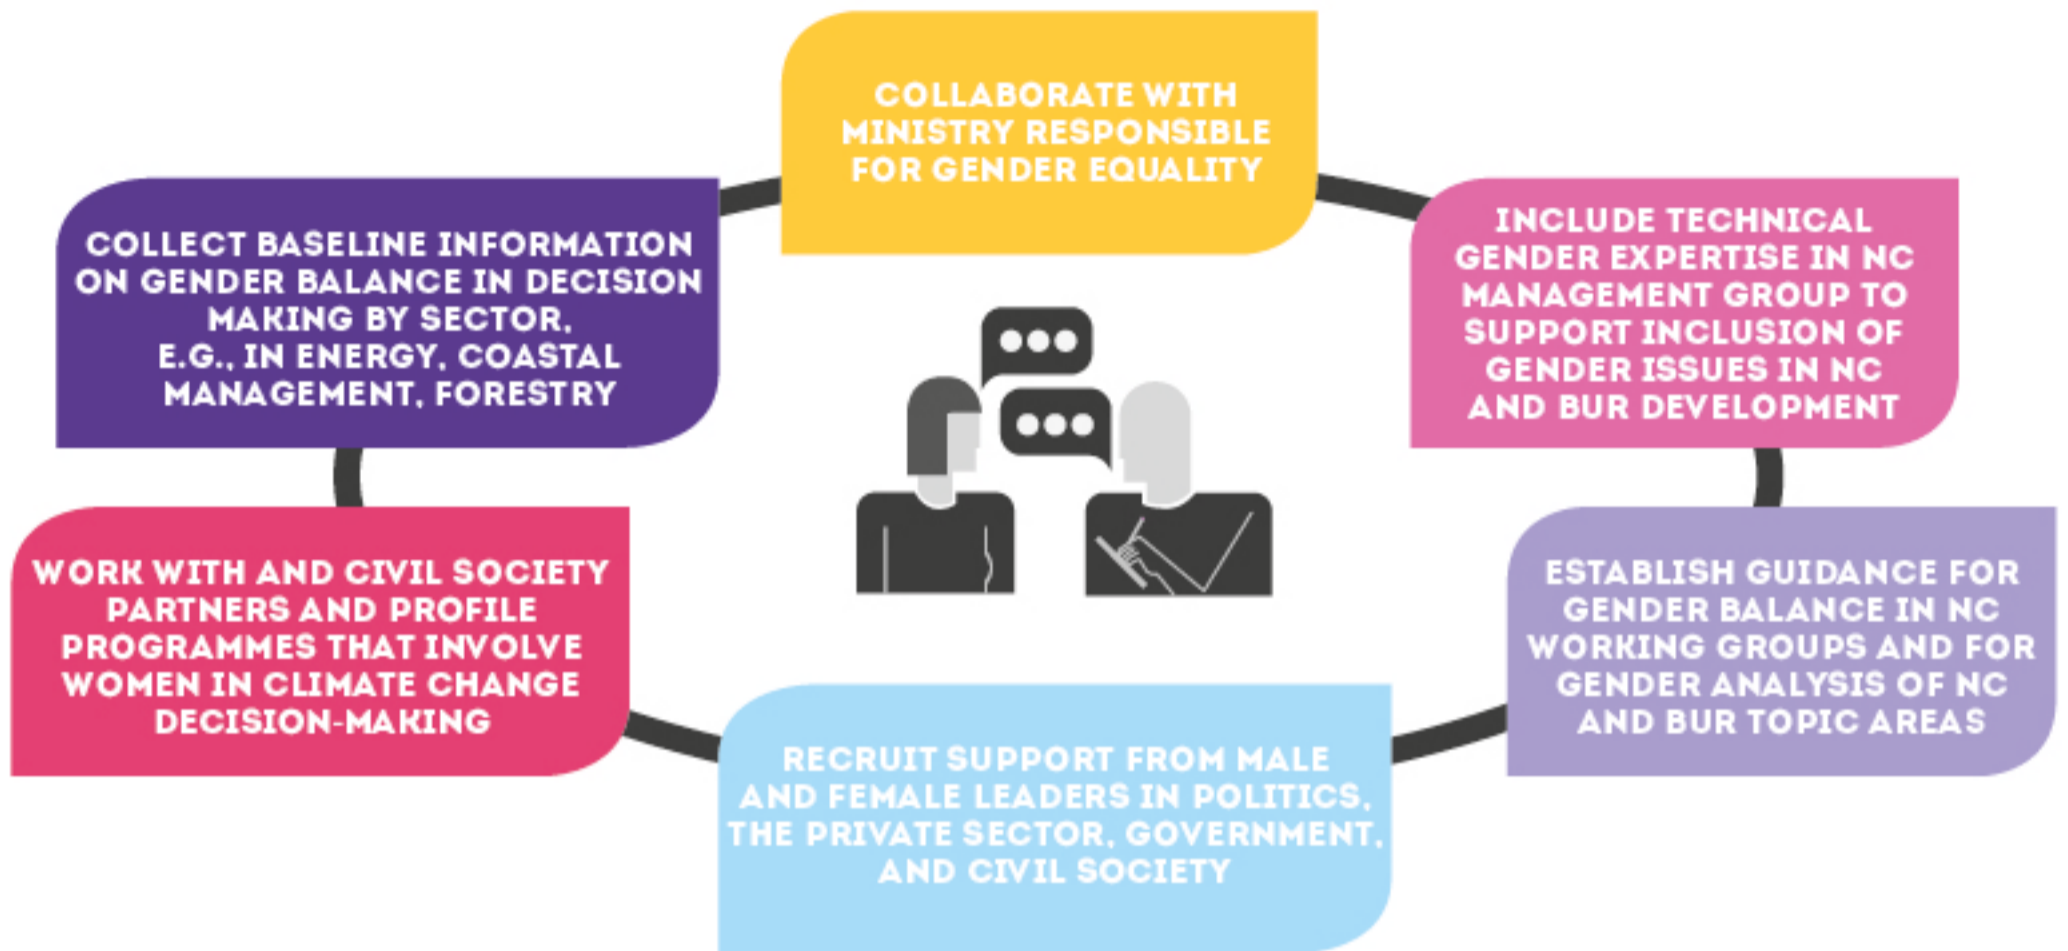 COLLABORATE WITH
MINISTRY RESPONSIBLE
FOR GENDER EQUALITY
INCLUDE TECHNICAL
GENDER EXPERTISE IN NC
MANAGEMENT GROUP TO
SUPPORT INCLUSION OF
GENDER ISSUES IN NC
AND BUR DEVELOPMENT
ESTABLISH GUIDANCE FOR
GENDER BALANCE IN NC
WORKING GROUPS AND FOR
GENDER ANALYSIS OF NC
AND BUR TOPIC AREAS
RECRUIT SUPPORT FROM MALE
AND FEMALE LEADERS IN POLITICS,
THE PRIVATE SECTOR, GOVERNMENT,
AND CIVIL SOCIETY
WORK WITH AND CIVIL SOCIETY
PARTNERS AND PROFILE
PROGRAMMES THAT INVOLVE
WOMEN IN CLIMATE CHANGE
DECISION-MAKING
COLLECT BASELINE INFORMATION
ON GENDER BALANCE IN DECISION
MAKING BY SECTOR,
E.G., IN ENERGY, COASTAL
MANAGEMENT, FORESTRY